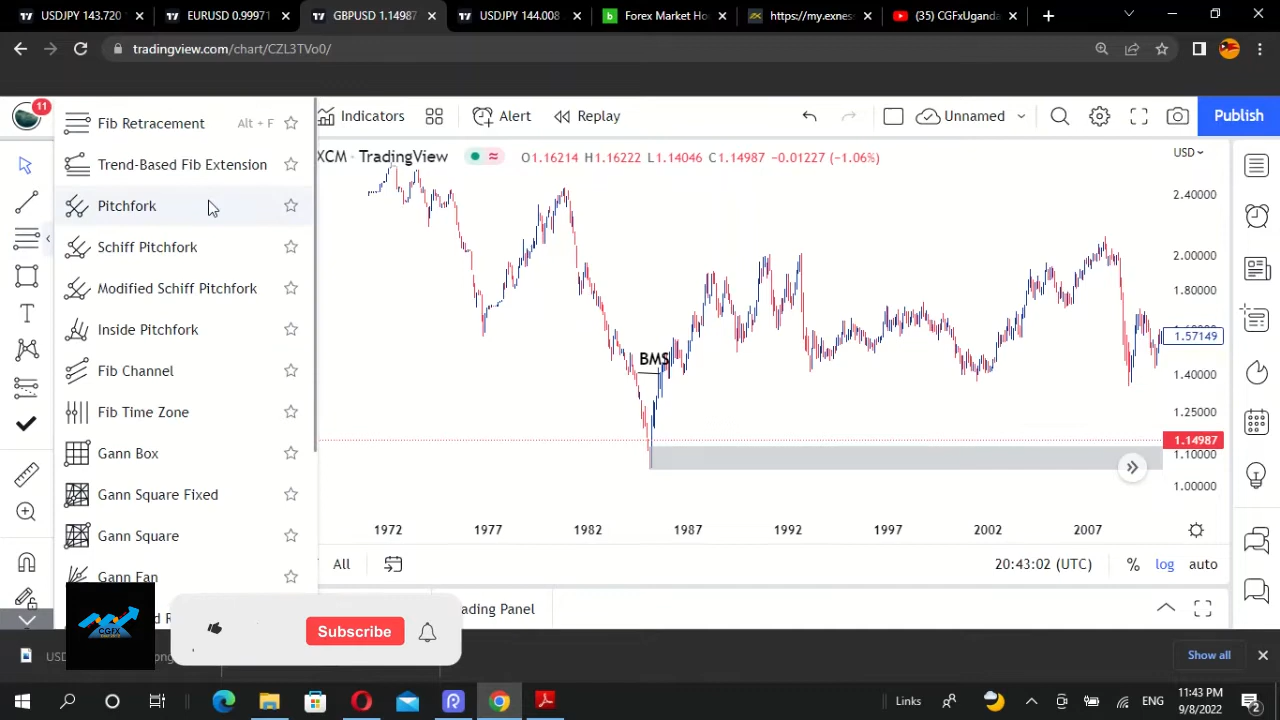 USDJPY 143.720
EURUSD 0.99971
GBPUSD 1.14987
USDJPY 144.008
Forex Market Ho
https://my.exnes
(35) CGFxUganda
tradingview.com/chart/CZL3TVo0/
11
Indicators
Alert
Replay
Unnamed
Publish
Fib Retracement Alt + F
Trend-Based Fib Extension
Pitchfork
Schiff Pitchfork
Modified Schiff Pitchfork
Inside Pitchfork
Fib Channel
Fib Time Zone
Gann Box
Gann Square Fixed
Gann Square
Gann Fan
XCM • TradingView
O1.16214 H1.16222 L1.14046 C1.14987 −0.01227 (−1.06%)
USD
2.40000
2.00000
1.80000
1.57149
1.40000
1.25000
1.14987
1.10000
1.00000
BMS
1972 1977 1982 1987 1992 1997 2002 2007
All
20:43:02 (UTC)
% log auto
ading Panel
CGFX
Subscribe
USD
ong
Show all
Links
ENG
11:43 PM
9/8/2022
2